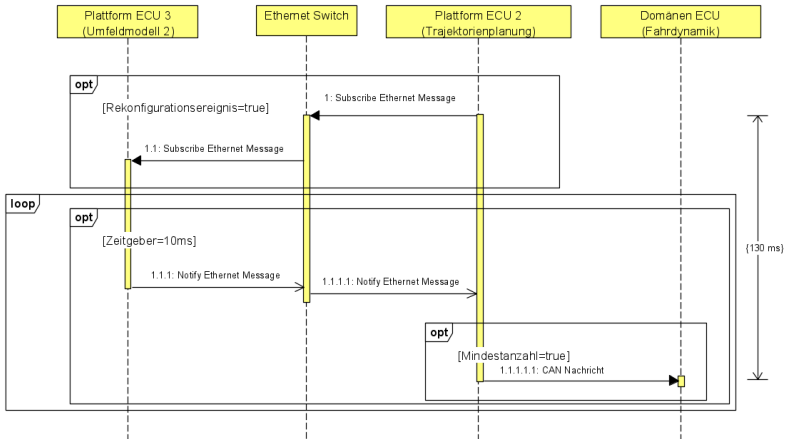 Plattform ECU 3
(Umfeldmodell 2)
Ethernet Switch
Plattform ECU 2
(Trajektorienplanung)
Domänen ECU
(Fahrdynamik)
opt
[Rekonfigurationsereignis=true]
1: Subscribe Ethernet Message
1.1: Subscribe Ethernet Message
loop
opt
[Zeitgeber=10ms]
{130 ms}
1.1.1: Notify Ethernet Message
1.1.1.1: Notify Ethernet Message
opt
[Mindestanzahl=true]
1.1.1.1.1: CAN Nachricht